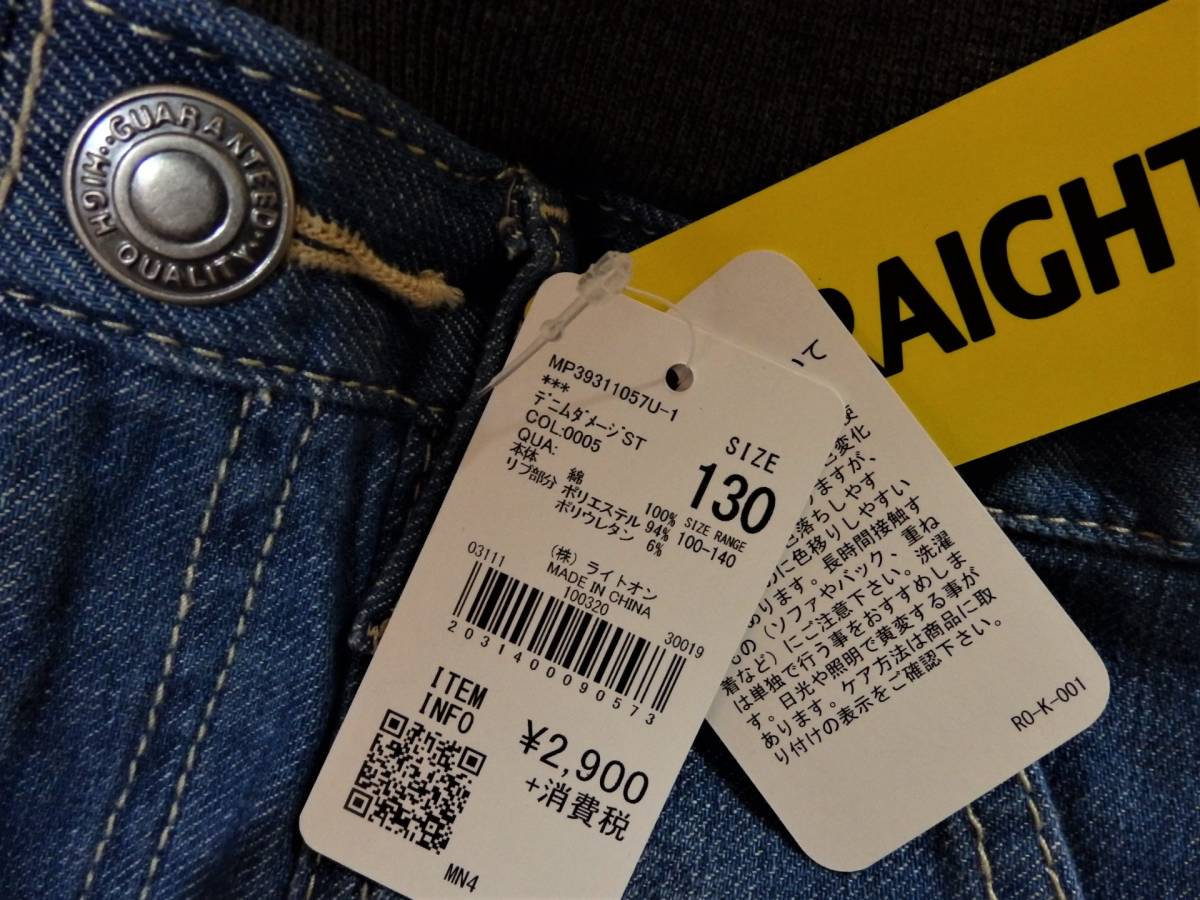 GUARANTEED
HIGH QUALITY
RAIGHT
MP39311057U-1
***
デニムダメージST
COL:0005
QUA:
本体 綿 100%
リブ部分 ポリエステル 94%
ポリウレタン 6%
SIZE
130
SIZE RANGE
100-140
(株) ライトオン
MADE IN CHINA
100320
03111
30019
2031400090573
ITEM
INFO
¥2,900
+消費税
MN4
いて
変化
ますが、
落ちしやす
に色移りしやすい
あります。長時間接触す
もの(ソファやバック、重ね
着など)にご注意下さい。洗濯
は単独で行う事をおすすめしま
す。日光や照明で黄変する事が
あります。ケア方法は商品に取
り付けの表示をご確認下さい。
RO-K-001